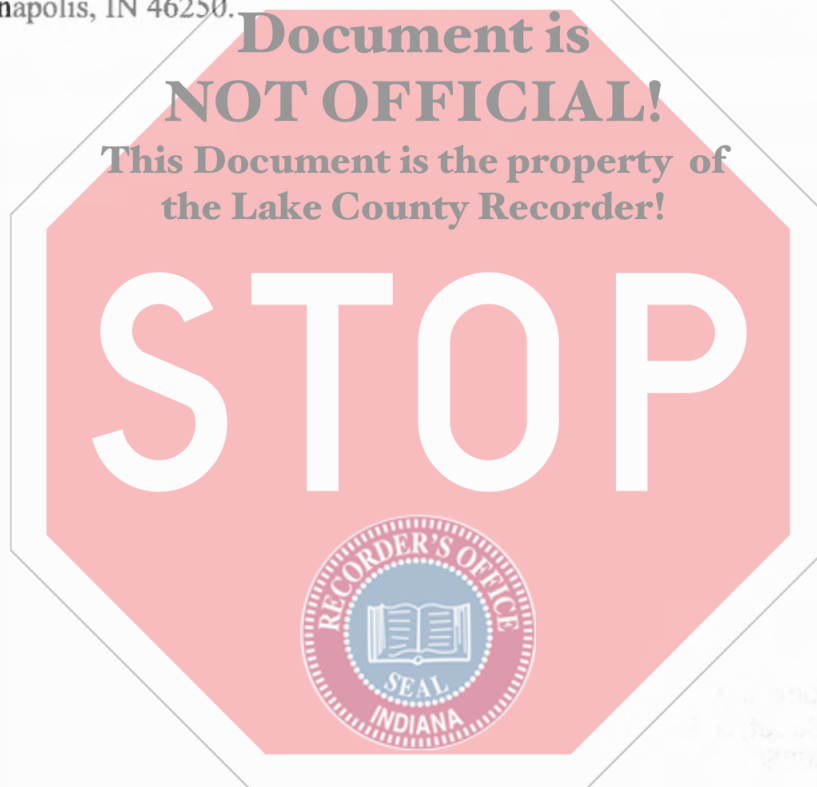 napolis, IN 46250.
Document is
NOT OFFICIAL!
This Document is the property of
the Lake County Recorder!
STOP
RECORDER'S OFFICE
SEAL
INDIANA